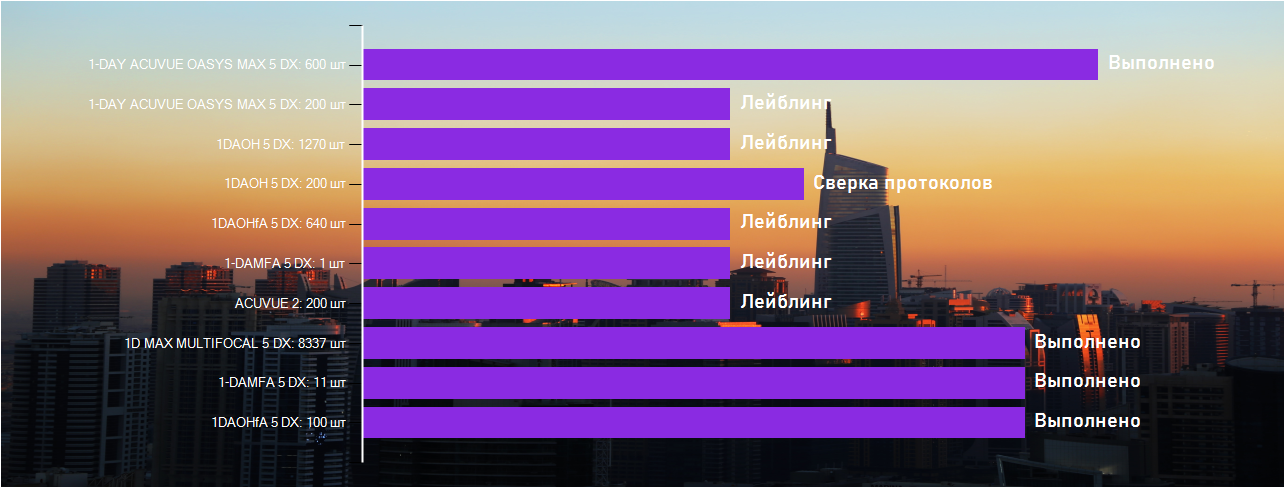 1-DAY ACUVUE OASYS MAX 5 DX: 600 шт Выполнено
1-DAY ACUVUE OASYS MAX 5 DX: 200 шт Лейблинг
1DAOH 5 DX: 1270 шт Лейблинг
1DAOH 5 DX: 200 шт Сверка протоколов
1DAOHfA 5 DX: 640 шт Лейблинг
1-DAMFA 5 DX: 1 шт Лейблинг
ACUVUE 2: 200 шт Лейблинг
1D MAX MULTIFOCAL 5 DX: 8337 шт Выполнено
1-DAMFA 5 DX: 11 шт Выполнено
1DAOHfA 5 DX: 100 шт Выполнено